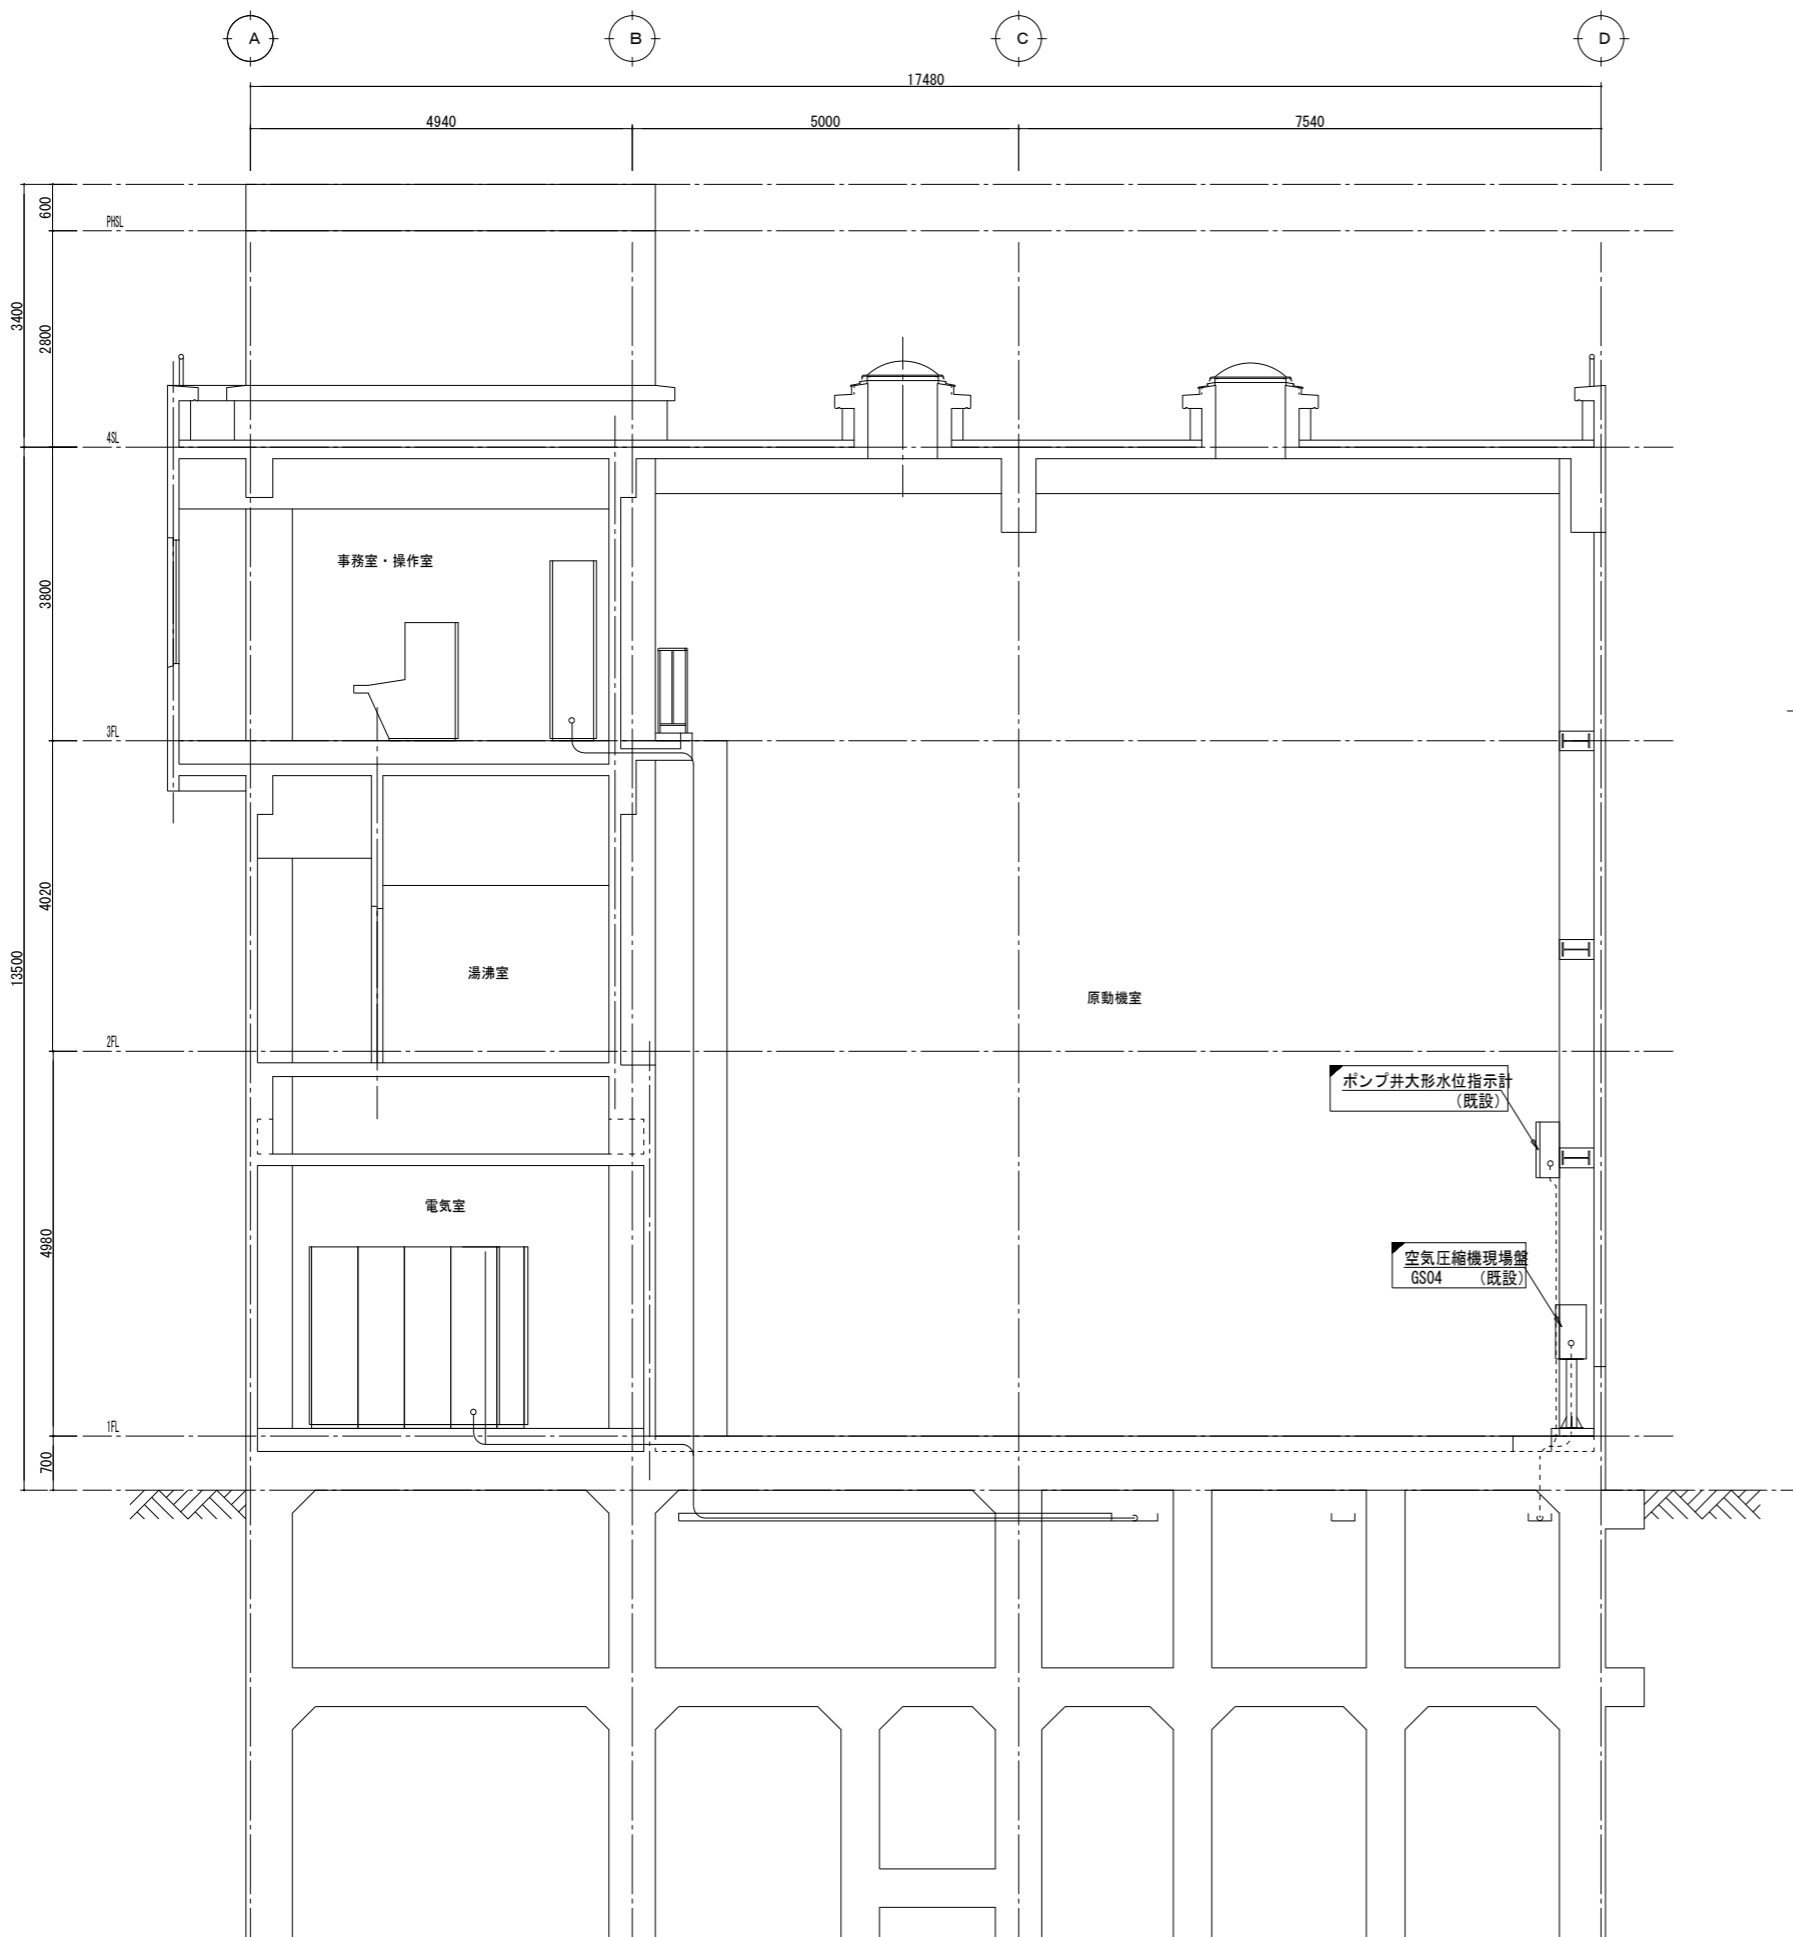 A
B
C
D
17480
4940
5000
7540
600
PHSL
3400
2800
4SL
事務室・操作室
3800
3FL
4020
13500
湯沸室
原動機室
2FL
ポンプ井大形水位指示計
(既設)
電気室
4980
空気圧縮機現場盤
GS04 (既設)
1FL
700